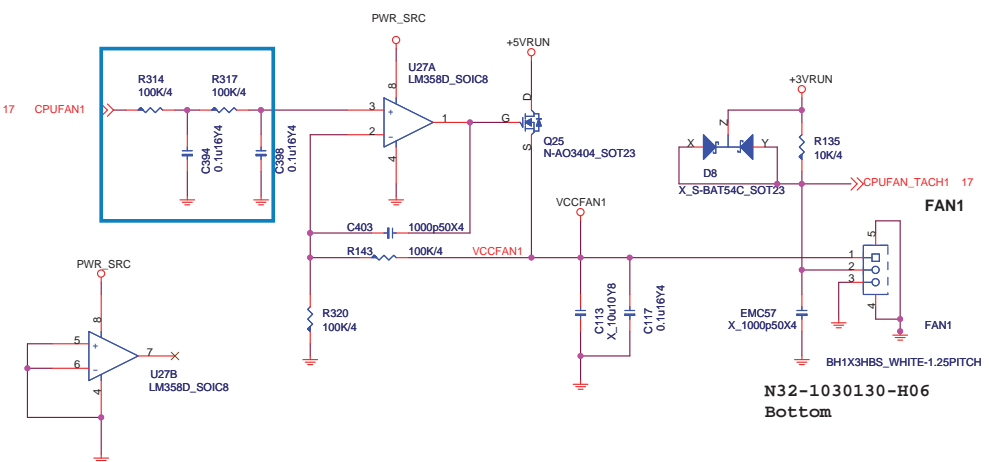 PWR_SRC
+5VRUN
U27A
LM358D_SOIC8
R314
100K/4
R317
100K/4
+3VRUN
17 CPUFAN1
8
3
+
2
-
1
4
D
G
S
Q25
N-AO3404_SOT23
C394
0.1u16Y4
C398
0.1u16Y4
Z
X
Y
D8
X_S-BAT54C_SOT23
R135
10K/4
CPUFAN_TACH1 17
FAN1
VCCFAN1
C403
1000p50X4
R143
100K/4
VCCFAN1
5
1
2
3
4
PWR_SRC
R320
100K/4
C113
X_10u10Y8
C117
0.1u16Y4
EMC57
X_1000p50X4
FAN1
8
5
+
6
-
7
4
U27B
LM358D_SOIC8
BH1X3HBS_WHITE-1.25PITCH
N32-1030130-H06
Bottom